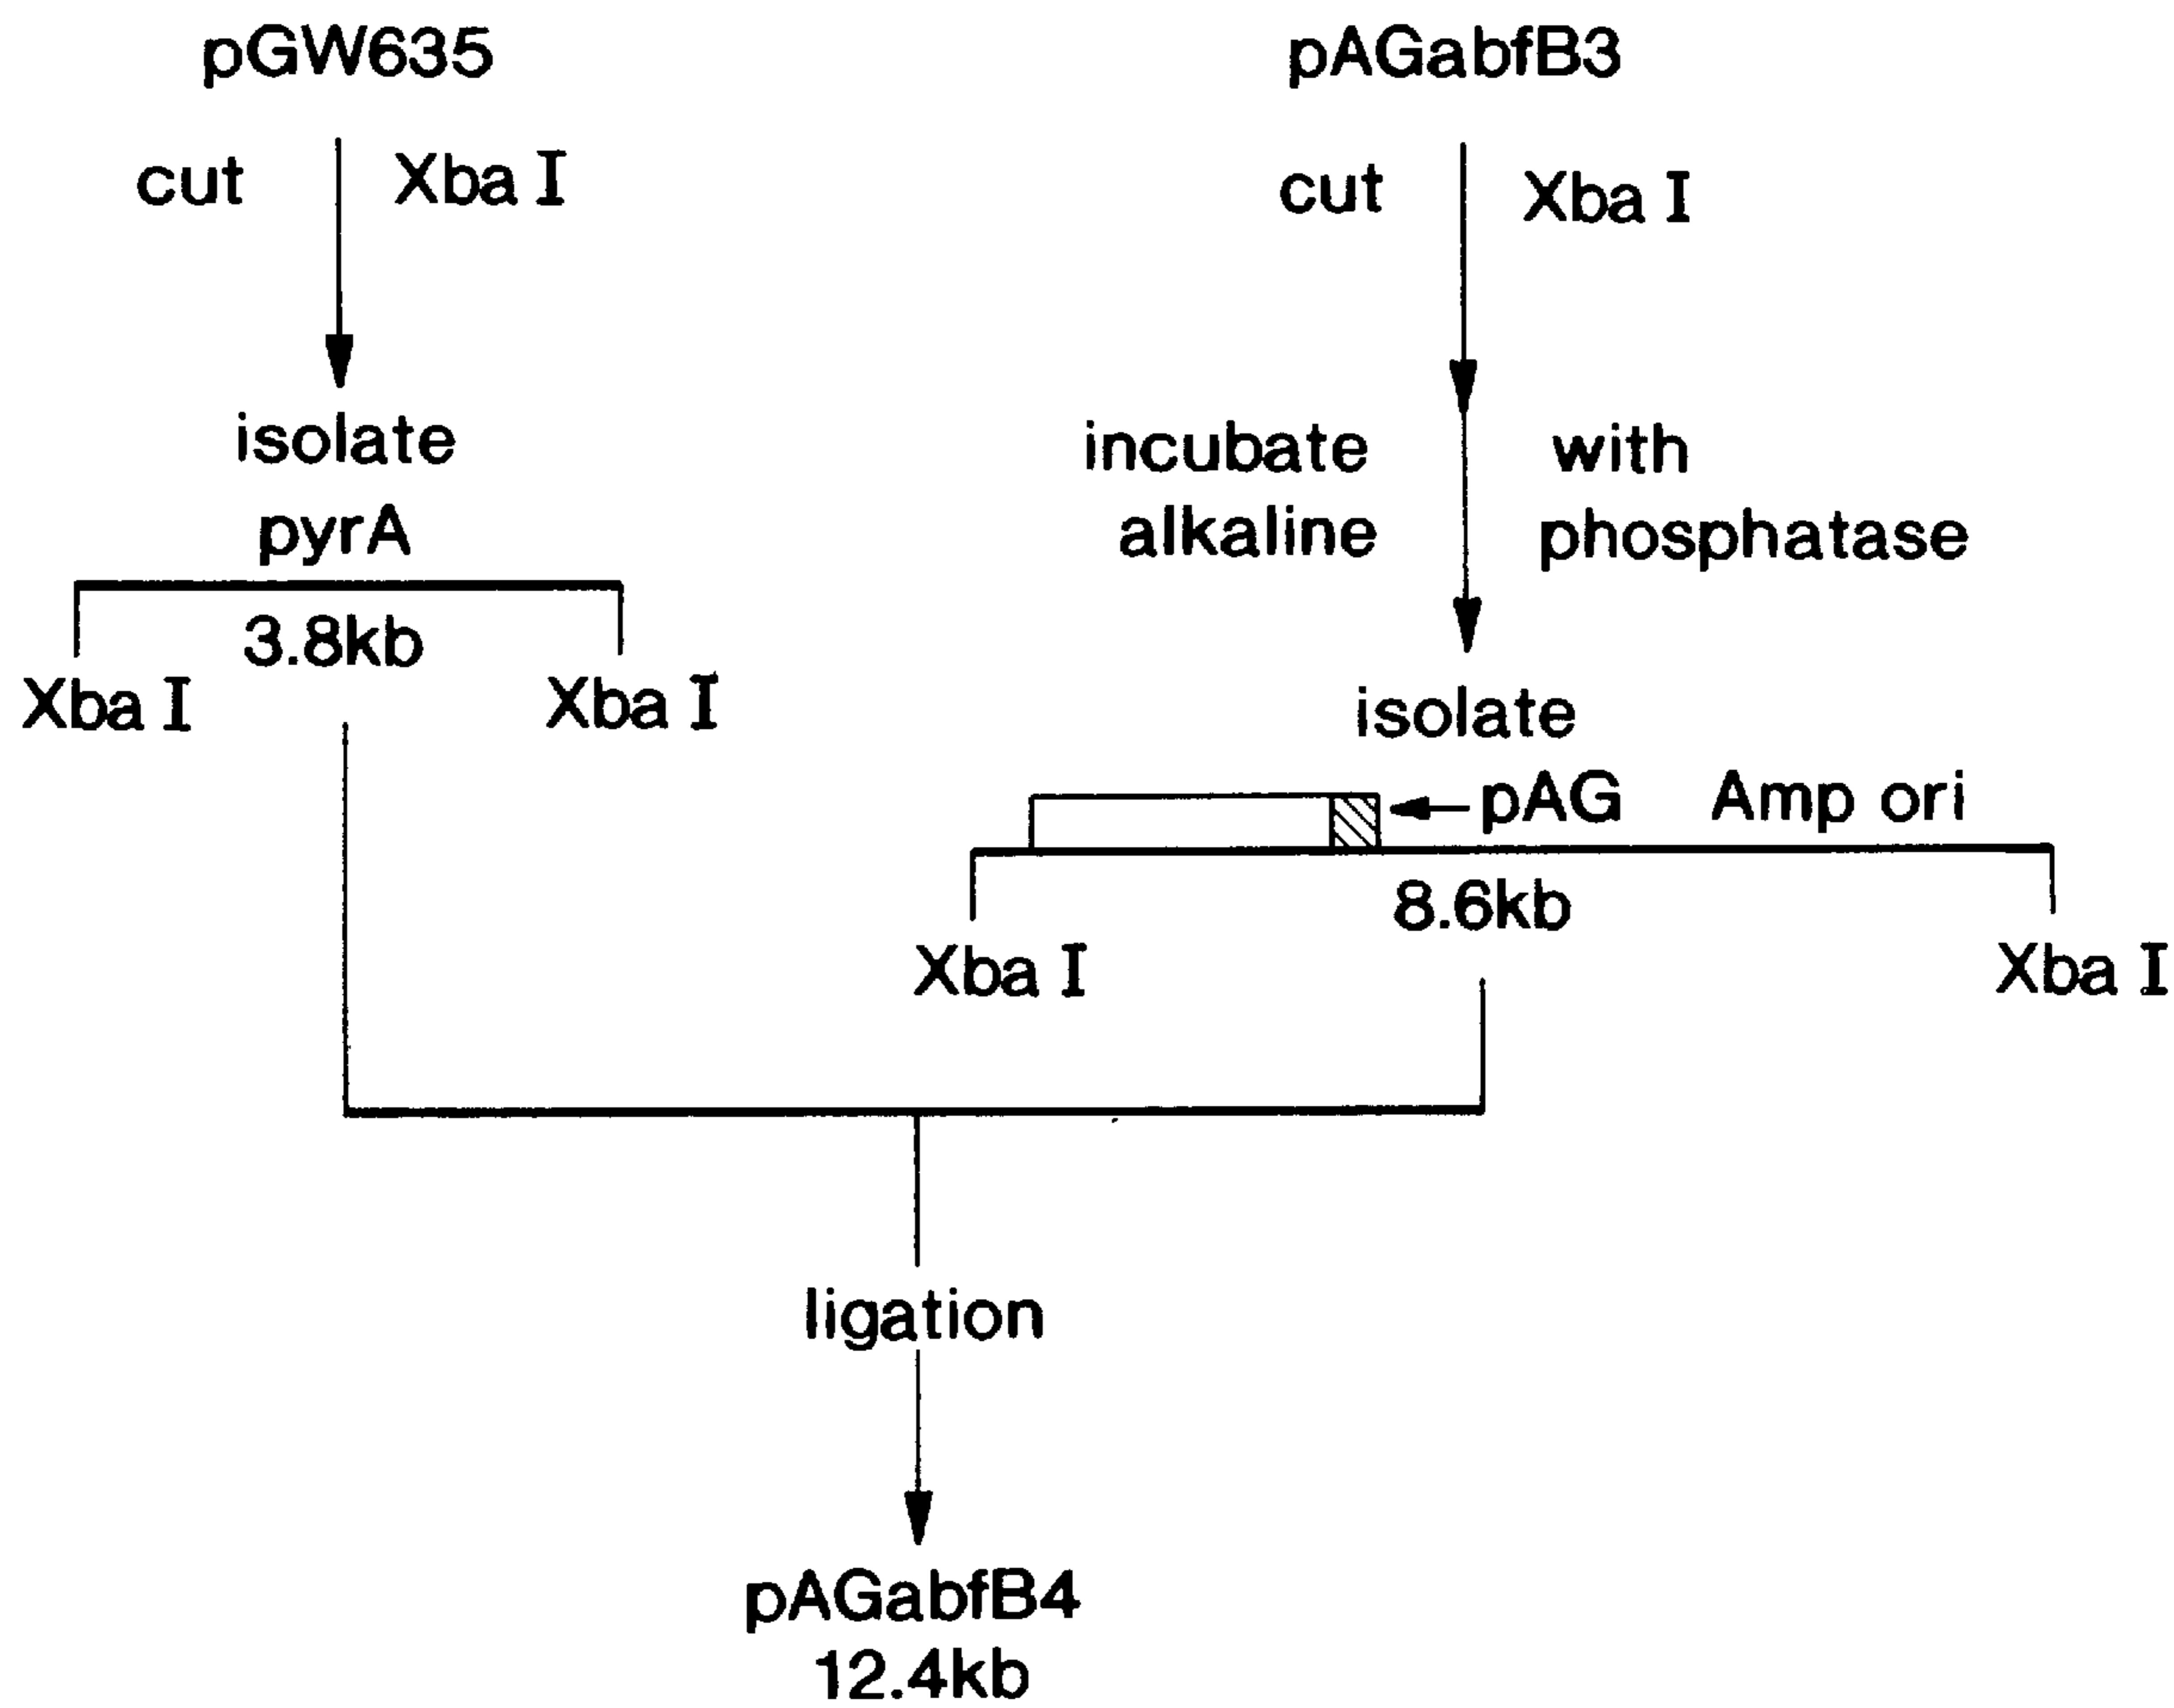 pGW635
cut Xba I
isolate
pyrA
3.8kb
Xba I Xba I
pAGabfB3
cut Xba I
incubate with
alkaline phosphatase
isolate
pAG Amp ori
8.6kb
Xba I Xba I
ligation
pAGabfB4
12.4kb